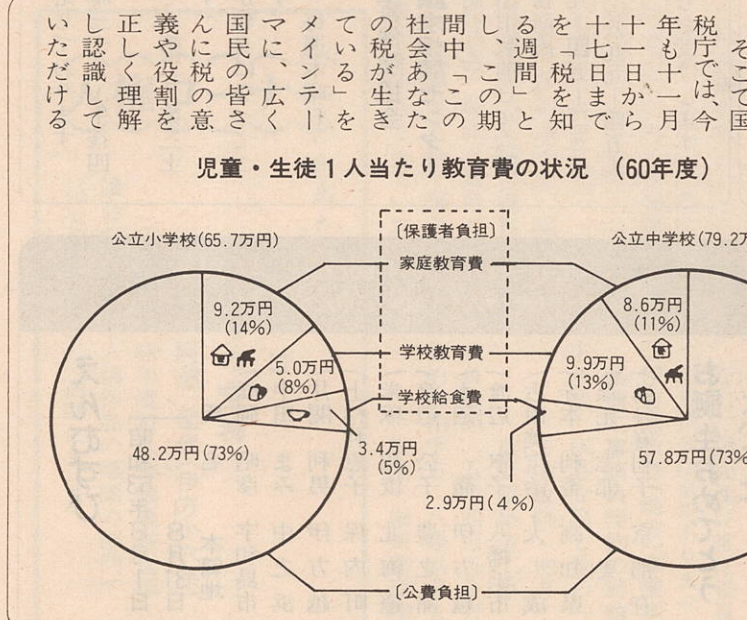 そこで国
税庁では、今
年も十一月
十一日から
十七日まで
を「税を知
る週間」と
し、この期
間中「この
社会あなた
の税が生き
ている」を
メインテー
マに、広く
国民の皆さ
んに税の意
義や役割を
正しく理解
し認識して
いただける
児童・生徒1人当たり教育費の状況 (60年度)
公立小学校(65.7万円)
〔保護者負担〕
公立中学校(79.2万
家庭教育費
学校教育費
学校給食費
9.2万円
(14%)
5.0万円
(8%)
3.4万円
(5%)
48.2万円(73%)
8.6万円
(11%)
9.9万円
(13%)
2.9万円(4%)
57.8万円(73%
〔公費負担〕